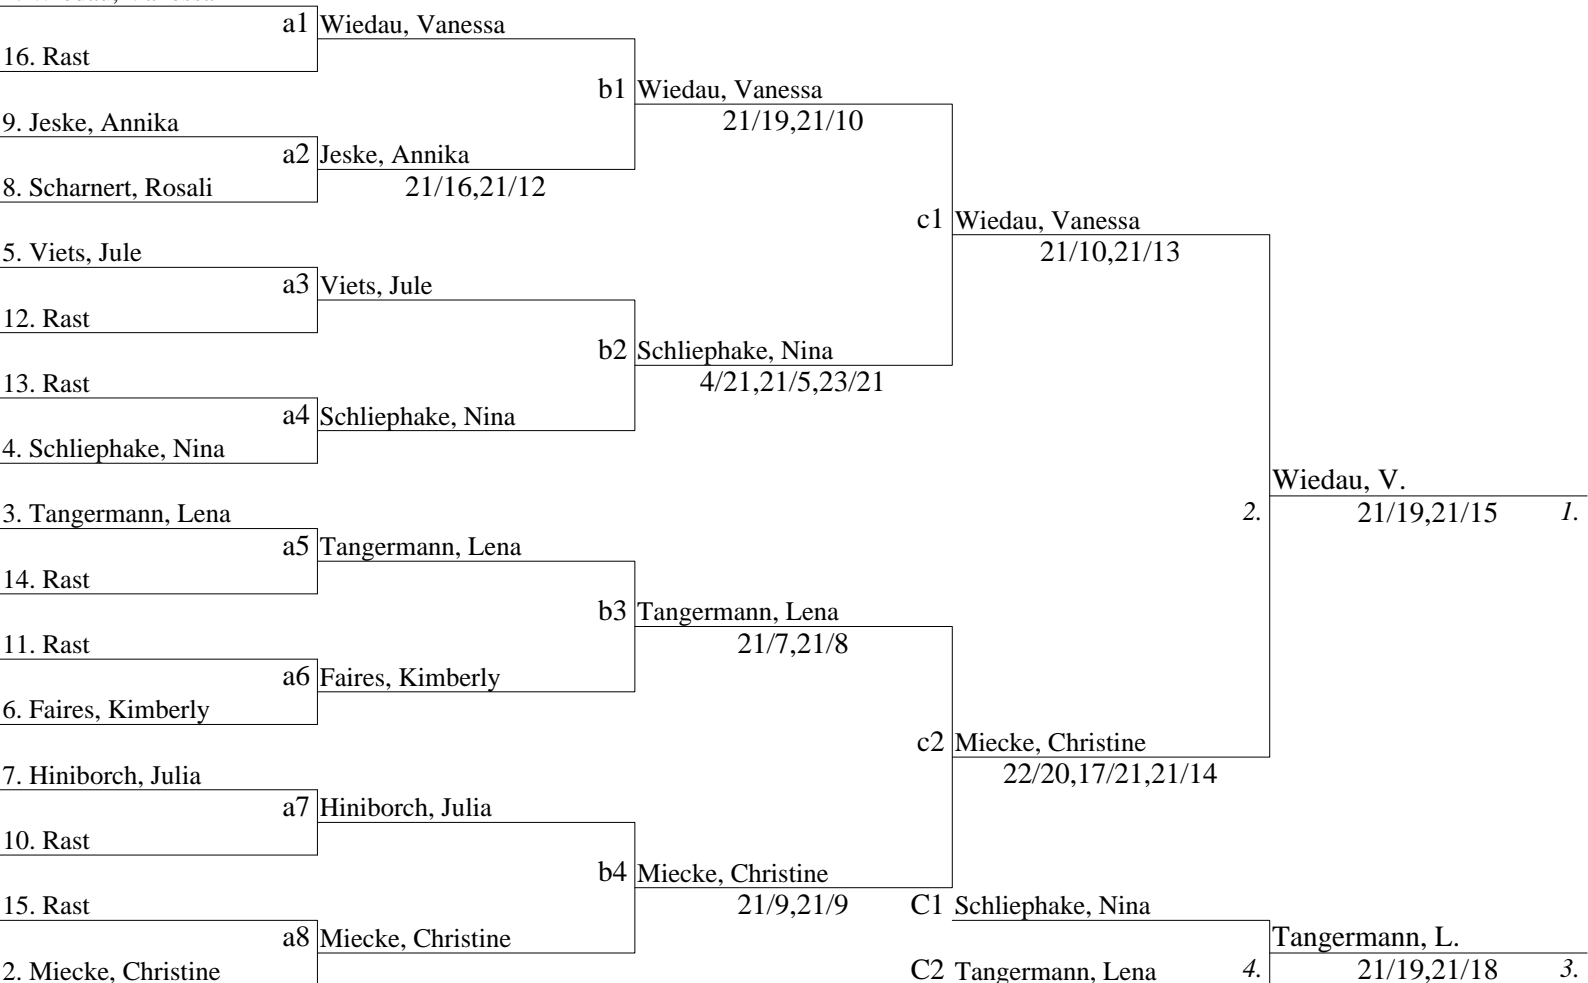 a1 Wiedau, Vanessa
16. Rast
b1 Wiedau, Vanessa
21/19,21/10
9. Jeske, Annika
a2 Jeske, Annika
21/16,21/12
8. Scharnert, Rosali
c1 Wiedau, Vanessa
21/10,21/13
5. Viets, Jule
a3 Viets, Jule
12. Rast
b2 Schliephake, Nina
4/21,21/5,23/21
13. Rast
a4 Schliephake, Nina
4. Schliephake, Nina
Wiedau, V.
2. 21/19,21/15 1.
3. Tangermann, Lena
a5 Tangermann, Lena
14. Rast
b3 Tangermann, Lena
21/7,21/8
11. Rast
a6 Faires, Kimberly
6. Faires, Kimberly
c2 Miecke, Christine
22/20,17/21,21/14
7. Hiniborch, Julia
a7 Hiniborch, Julia
10. Rast
b4 Miecke, Christine
21/9,21/9
15. Rast
C1 Schliephake, Nina
a8 Miecke, Christine
Tangermann, L.
2. Miecke, Christine
C2 Tangermann, Lena 4. 21/19,21/18 3.